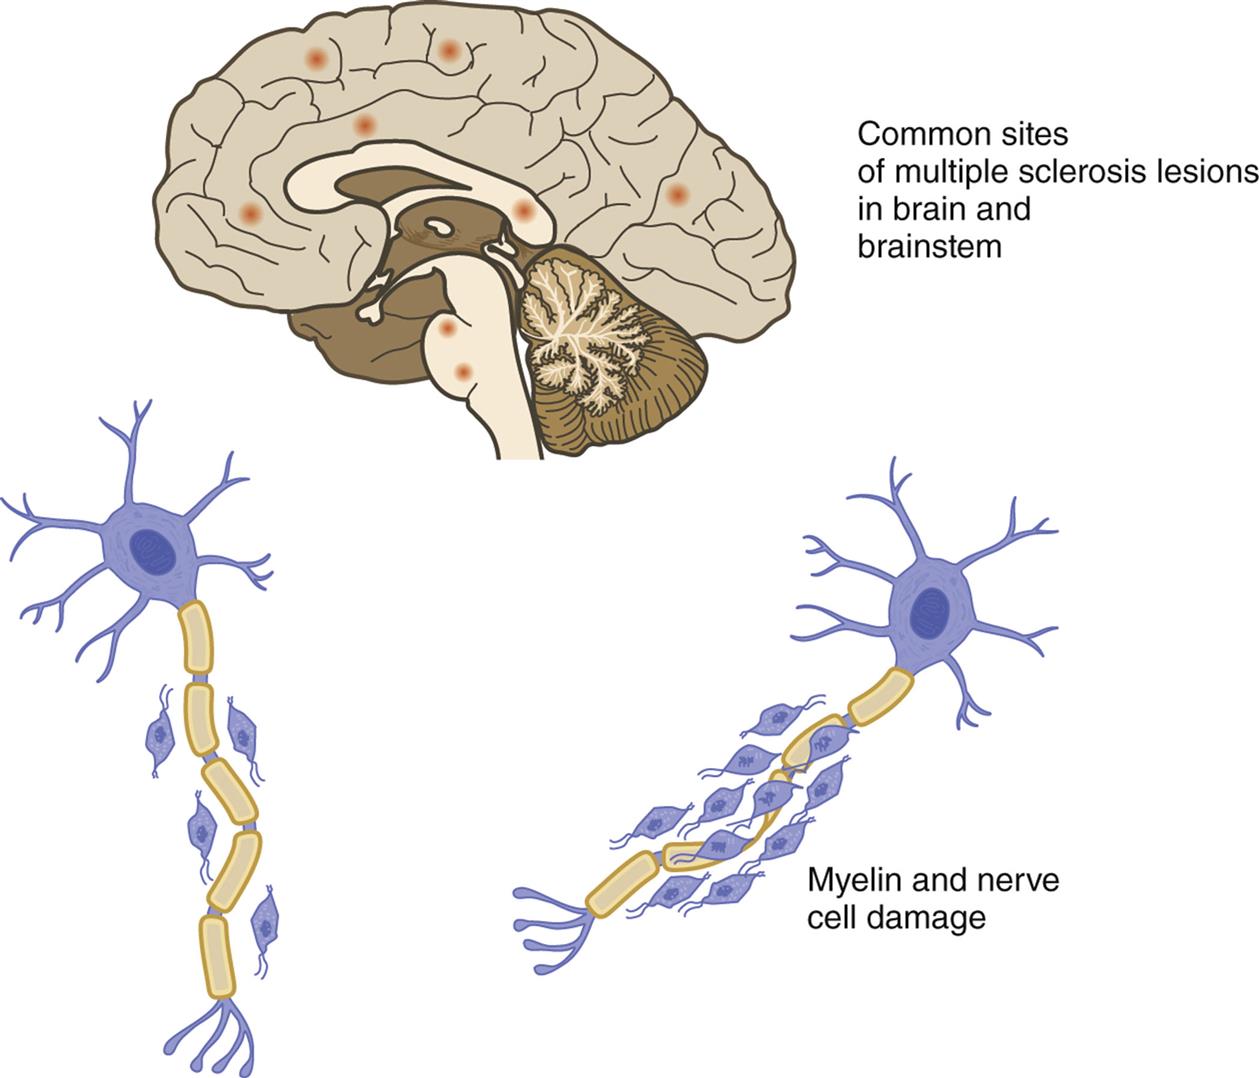 Common sites
of multiple sclerosis lesions
in brain and
brainstem
Myelin and nerve
cell damage